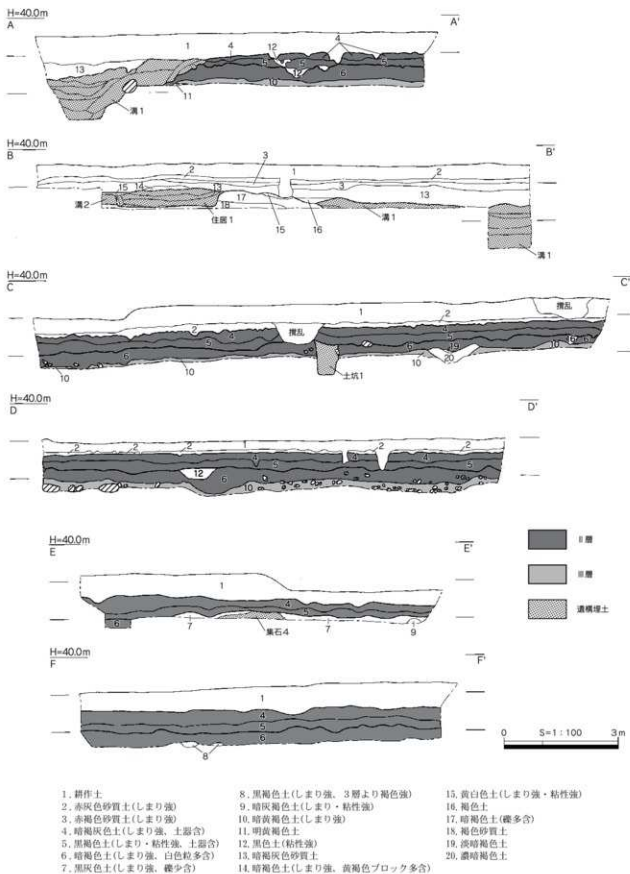 H=40.0m
A
A'
1
4
12
4
13
5
5
5
12
6
10
11
溝1
H=40.0m
B
B'
2
3
1
2
3
15
14
13
13
溝2
17
18
住居1
15
16
溝1
溝1
H=40.0m
C
C'
1
撹乱
2
2
4
撹乱
4
5
5
6
6
19
10
10
10
20
10
土坑1
H=40.0m
D
D'
2
2
2
1
2
2
4
4
4
5
5
12
6
10
H=40.0m
E
E'
1
4
5
6
7
集石4
7
9
H=40.0m
F
F'
1
4
5
6
8
Ⅱ層
Ⅲ層
遺構埋土
0 S=1:100 3m
1. 耕作土
2. 赤灰色砂質土(しまり強)
3. 赤褐色砂質土(しまり強)
4. 暗褐灰色土(しまり強、土器含)
5. 黒褐土(しまり・粘性強、土器含)
6. 暗褐色土(しまり強、白色粒多含)
7. 黒灰色土(しまり強、礫少含)
8. 黒褐色土(しまり強、3層より褐色強)
9. 暗灰褐色土(しまり・粘性強)
10. 暗黄褐色土(しまり強)
11. 明黄褐色土
12. 黒色土(粘性強)
13. 暗褐灰色砂質土
14. 暗褐色土(しまり強、黄褐色ブロック多含)
15. 黄白色土(しまり強・粘性強)
16. 褐色土
17. 暗褐色土(礫多含)
18. 褐色砂質土
19. 淡暗褐色土
20. 濃暗褐色土